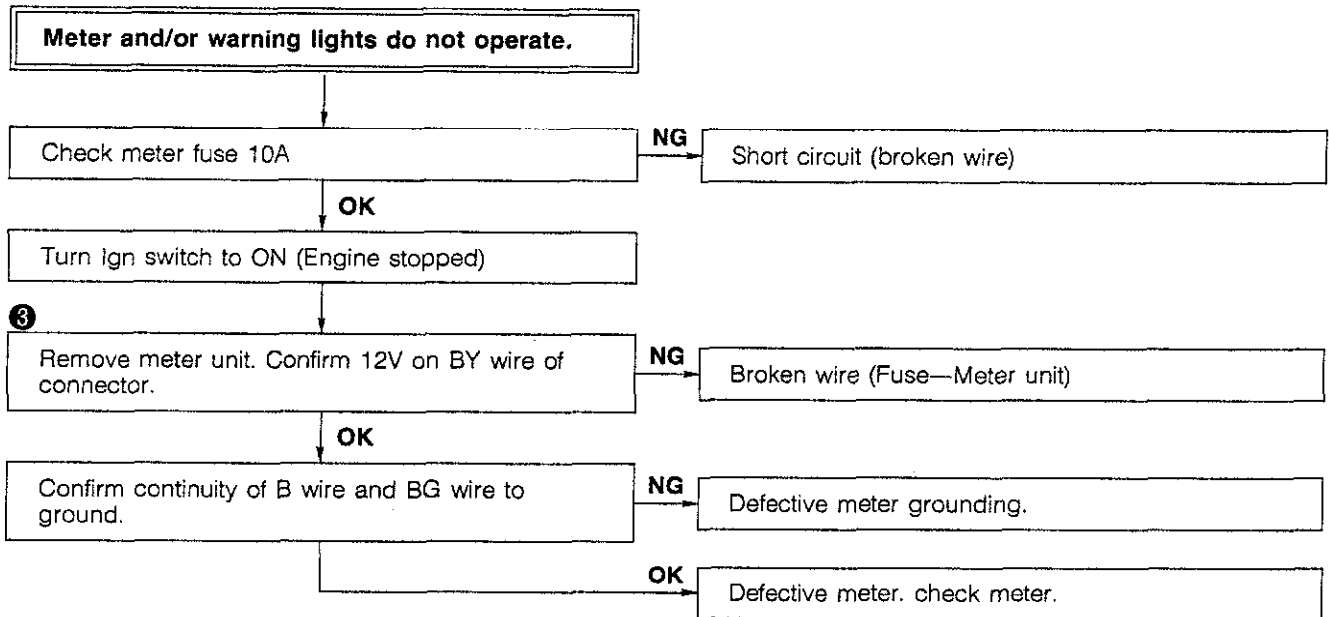 Meter and/or warning lights do not operate.
Check meter fuse 10A
NG
Short circuit (broken wire)
OK
Turn Ign switch to ON (Engine stopped)
❸
Remove meter unit. Confirm 12V on BY wire of
connector.
NG
Broken wire (Fuse—Meter unit)
OK
Confirm continuity of B wire and BG wire to
ground.
NG
Defective meter grounding.
OK
Defective meter. check meter.